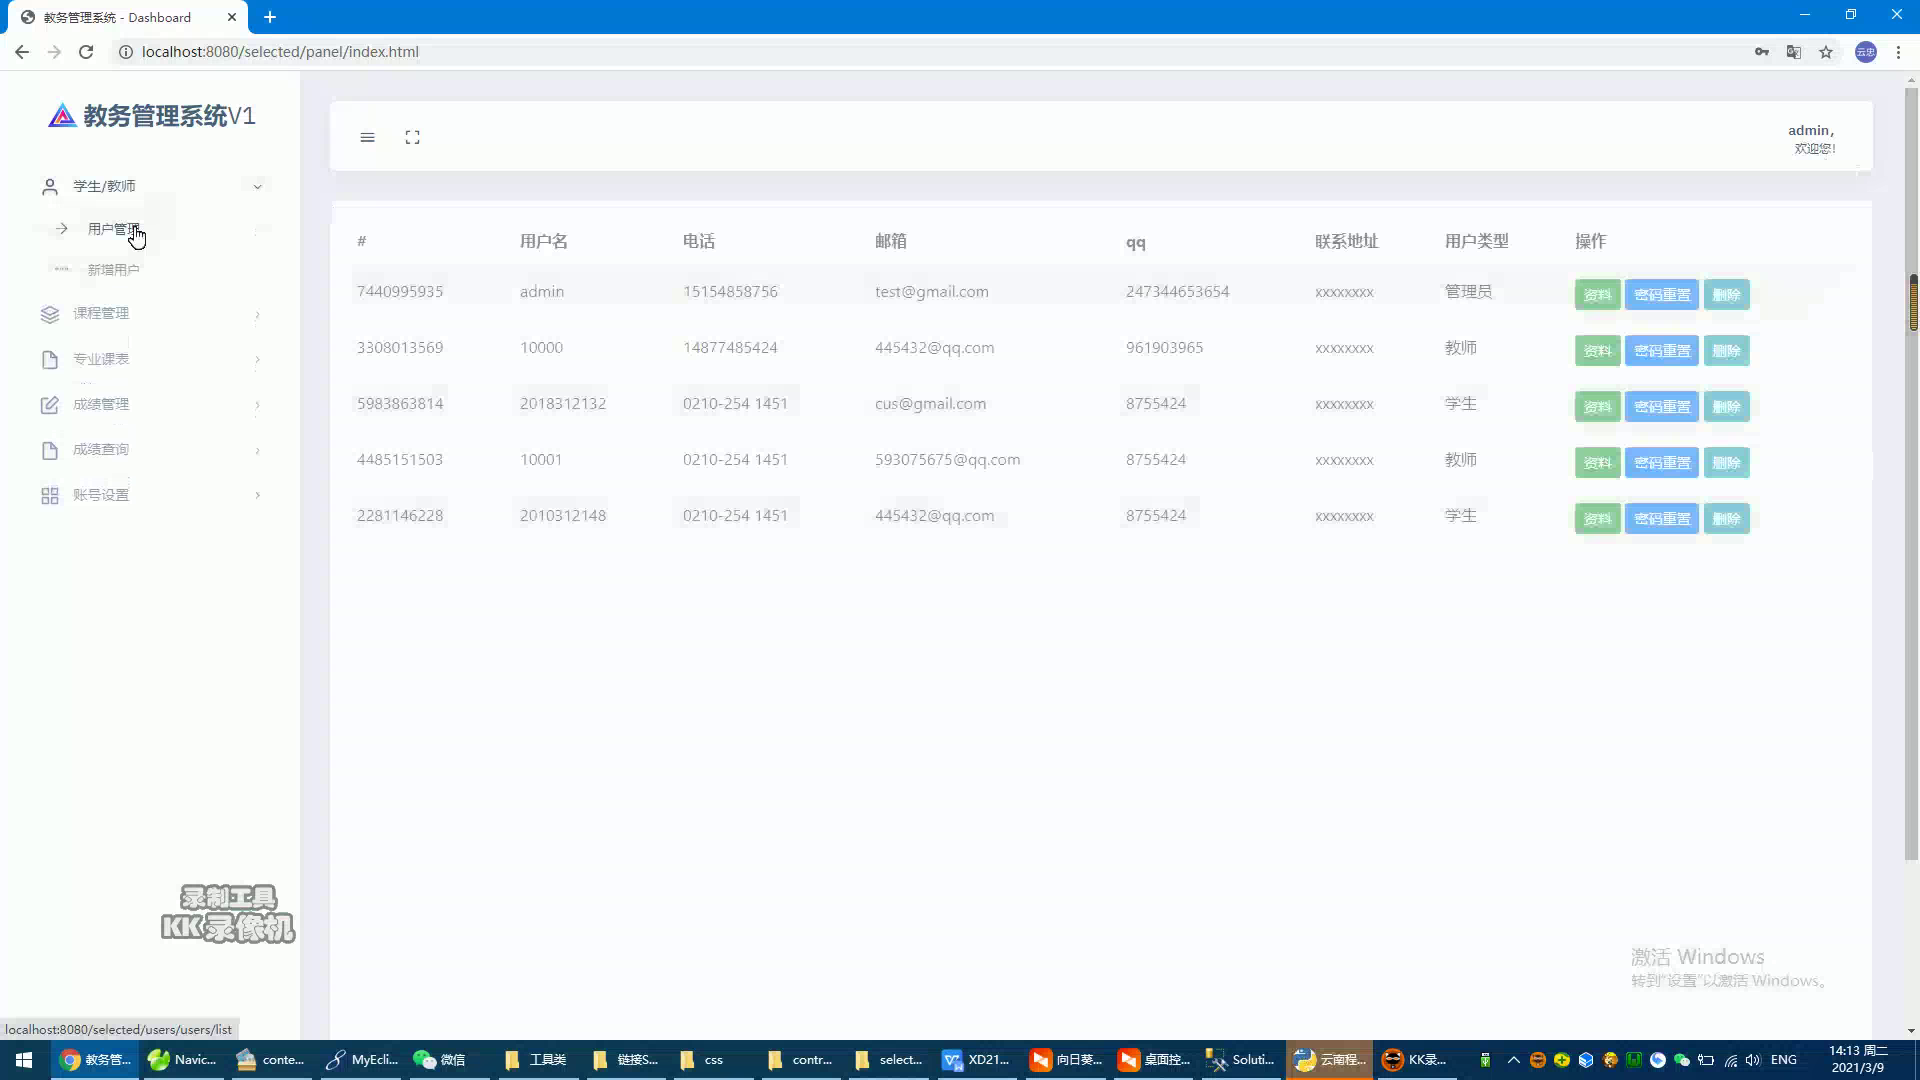 教务管理系统 - Dashboard
localhost:8080/selected/panel/index.html
云忠
教务管理系统V1
admin，
欢迎您！
学生/教师
用户管理
新增用户
课程管理
专业课表
成绩管理
成绩查询
账号设置
# 用户名 电话 邮箱 qq 联系地址 用户类型 操作
7440995935 admin 15154858756 test@gmail.com 247344653654 xxxxxxxx 管理员 资料 密码重置 删除
3308013569 10000 14877485424 445432@qq.com 961903965 xxxxxxxx 教师 资料 密码重置 删除
5983863814 2018312132 0210-254 1451 cus@gmail.com 8755424 xxxxxxxx 学生 资料 密码重置 删除
4485151503 10001 0210-254 1451 593075675@qq.com 8755424 xxxxxxxx 教师 资料 密码重置 删除
2281146228 2010312148 0210-254 1451 445432@qq.com 8755424 xxxxxxxx 学生 资料 密码重置 删除
录制工具
KK录像机
激活 Windows
转到“设置”以激活 Windows。
localhost:8080/selected/users/users/list
教务管... Navic... conte... MyEcli... 微信 工具类 链接S... css contr... select... XD21... 向日葵... 桌面控... Soluti... 云南程... KK录... ENG 14:13 周二
2021/3/9